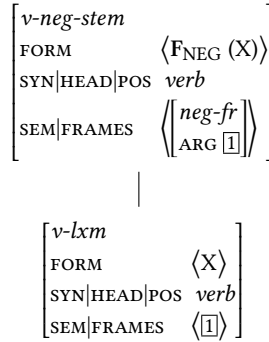 v-neg-stem
FORM ⟨F_NEG (X)⟩
SYN|HEAD|POS verb
SEM|FRAMES ⟨[neg-fr
ARG 1]⟩
v-lxm
FORM ⟨X⟩
SYN|HEAD|POS verb
SEM|FRAMES ⟨1⟩